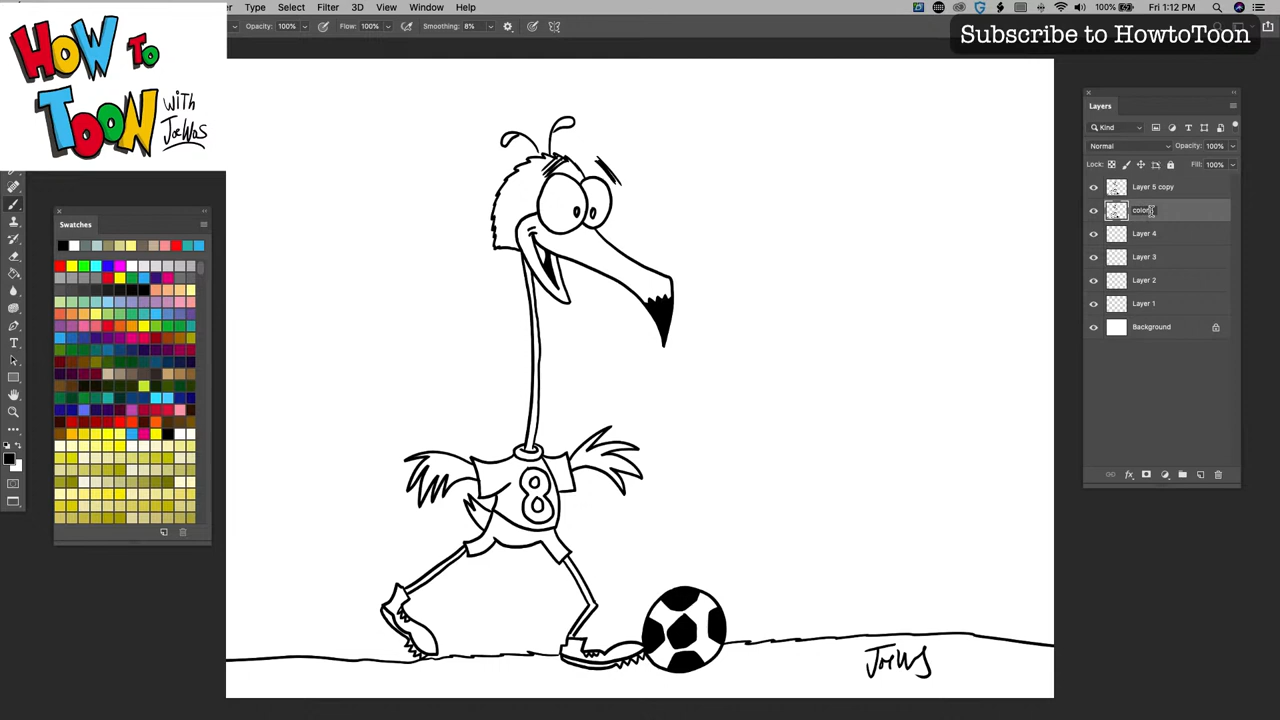 Type Select Filter 3D View Window Help
100% Fri 1:12 PM
Opacity: 100% Flow: 100% Smoothing: 8%
Subscribe to HowtoToon
HOW To
TOON
WITH
JoeWos
Swatches
Layers
Kind
Normal Opacity: 100%
Lock: Fill: 100%
Layer 5 copy
color
Layer 4
Layer 3
Layer 2
Layer 1
Background
8
JoeWoS